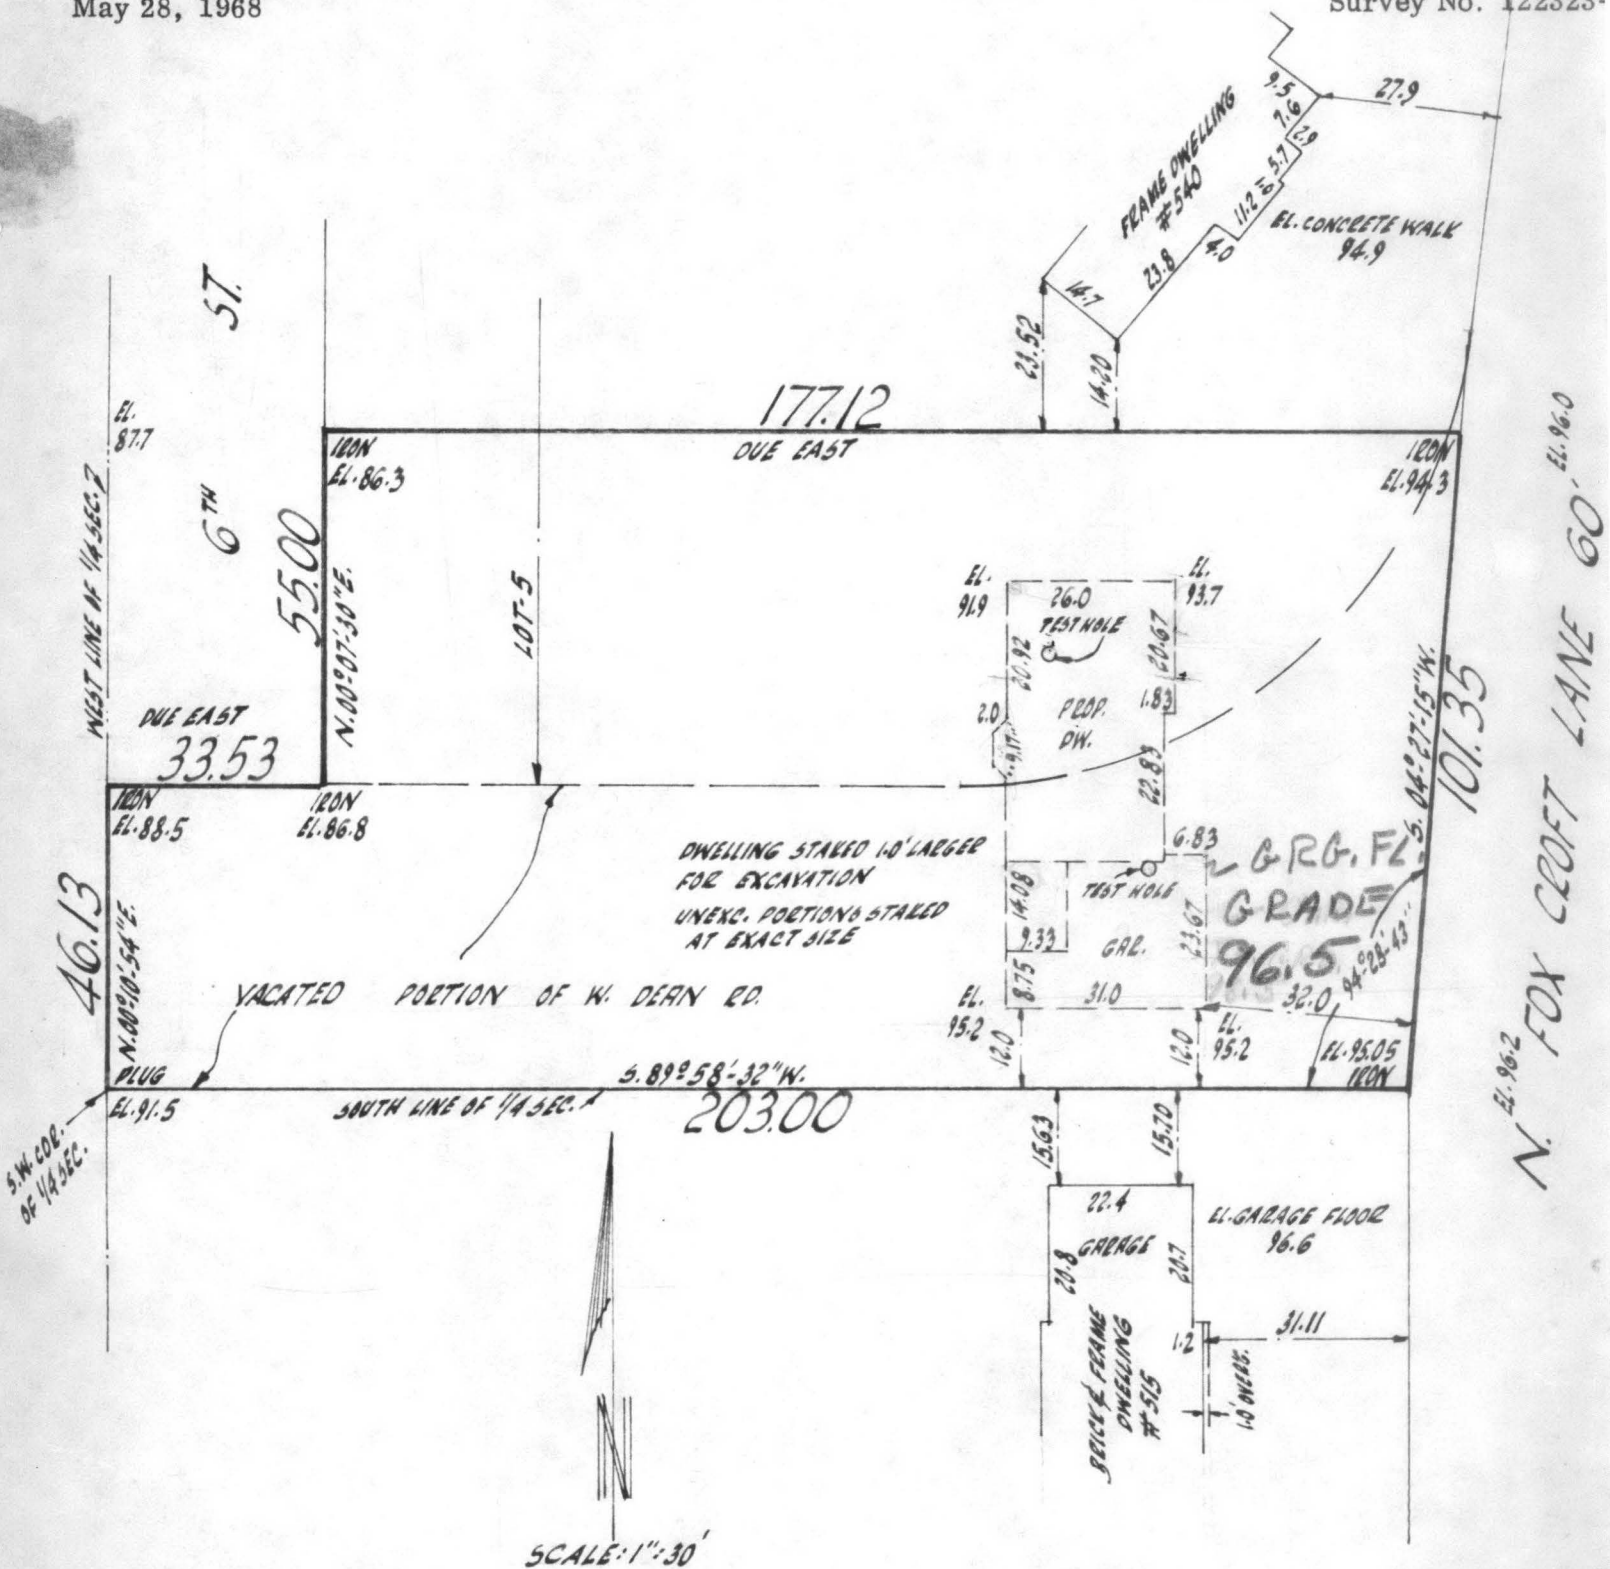 May 28, 1968
Survey No. 122323-
9.5
7.6
2.9
5.7
1.0
11.2
4.0
23.8
14.7
27.9
FRAME DWELLING
#540
EL. CONCRETE WALK
94.9
23.52
14.20
6TH ST.
EL.
87.7
WEST LINE OF 1/4 SEC. 7
177.12
DUE EAST
IRON
EL. 86.3
IRON
EL. 94.3
EL. 96.0
N. FOX CROFT LANE 60'
EL. 96.2
55.00
N. 00°-07'-30" E.
LOT-5
EL.
91.9
EL.
93.7
26.0
TEST HOLE
20.92
20.67
2.0
1.83
PROP.
DW.
9.17
22.83
S. 04°-27'-15" W.
101.35
DUE EAST
33.53
IRON
EL. 88.5
IRON
EL. 86.8
DWELLING STAKED 1.0' LARGER
FOR EXCAVATION
UNEXC. PORTIONS STAKED
AT EXACT SIZE
6.83
TEST HOLE
14.08
9.33
GAR.
23.67
8.75
31.0
GRG. FL.
GRADE
96.5
32.0
94°-28'-43"
46.13
N. 00°-10'-54" E.
VACATED PORTION OF W. DEAN RD.
EL.
95.2
12.0
12.0
EL.
95.2
EL. 95.05
IRON
PLUG
EL. 91.5
S. 89°58'-32" W.
SOUTH LINE OF 1/4 SEC.
203.00
S.W. COR.
OF 1/4 SEC.
15.63
15.70
22.4
GARAGE
20.8
20.7
EL. GARAGE FLOOR
96.6
BRICK & FRAME
DWELLING
#515
1.2
31.11
1.0' OVERH.
N
SCALE: 1":30'